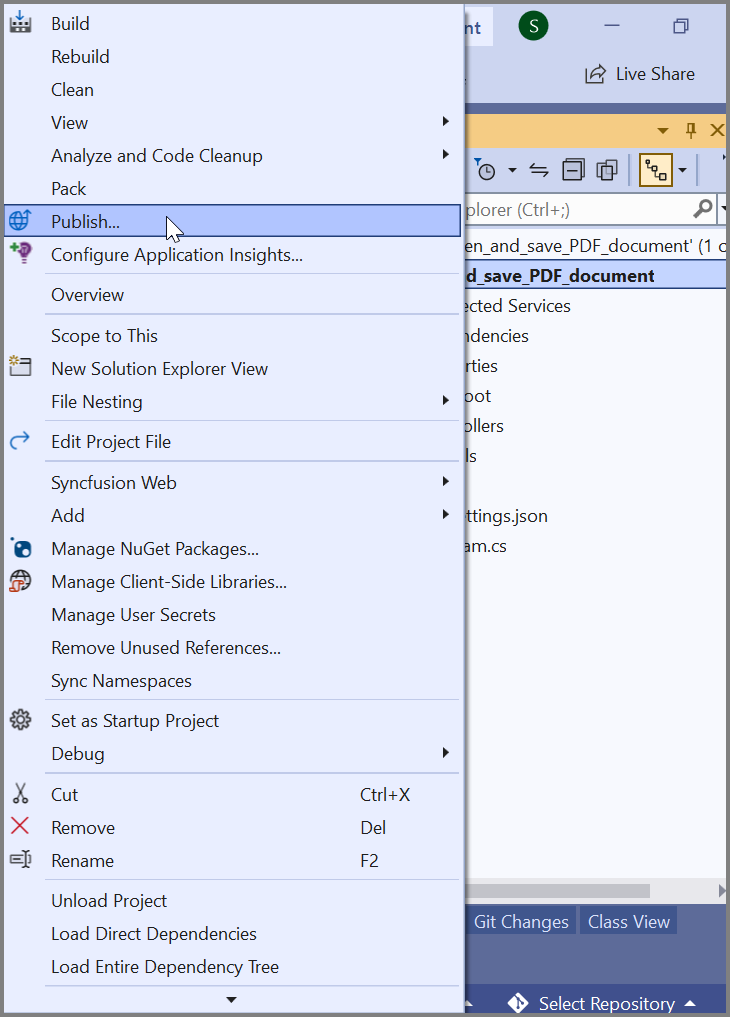 Build
Rebuild
Clean
View
Analyze and Code Cleanup
Pack
Publish...
Configure Application Insights...
Overview
Scope to This
New Solution Explorer View
File Nesting
Edit Project File
Syncfusion Web
Add
Manage NuGet Packages...
Manage Client-Side Libraries...
Manage User Secrets
Remove Unused References...
Sync Namespaces
Set as Startup Project
Debug
Cut Ctrl+X
Remove Del
Rename F2
Unload Project
Load Direct Dependencies
Load Entire Dependency Tree
nt S
Live Share
plorer (Ctrl+;)
en_and_save_PDF_document' (1 o
d_save_PDF_document
ected Services
ndencies
rties
oot
ollers
ls
ttings.json
am.cs
Git Changes Class View
Select Repository